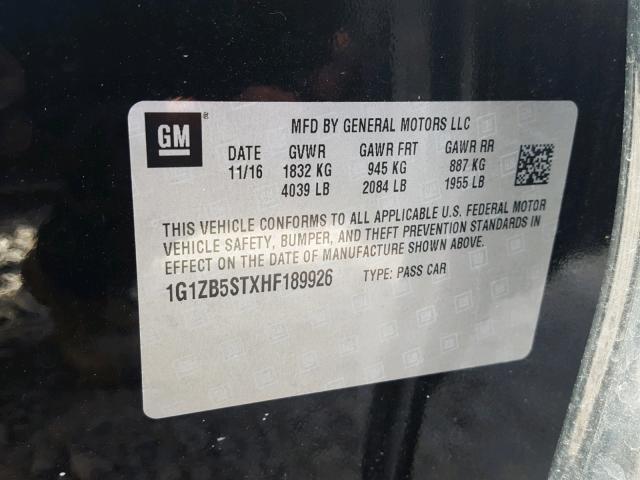 GM® MFD BY GENERAL MOTORS LLC
DATE GVWR GAWR FRT GAWR RR
11/16 1832 KG 945 KG 887 KG
4039 LB 2084 LB 1955 LB
THIS VEHICLE CONFORMS TO ALL APPLICABLE U.S. FEDERAL MOTOR
VEHICLE SAFETY, BUMPER, AND THEFT PREVENTION STANDARDS IN
EFFECT ON THE DATE OF MANUFACTURE SHOWN ABOVE.
1G1ZB5STXHF189926 TYPE: PASS CAR